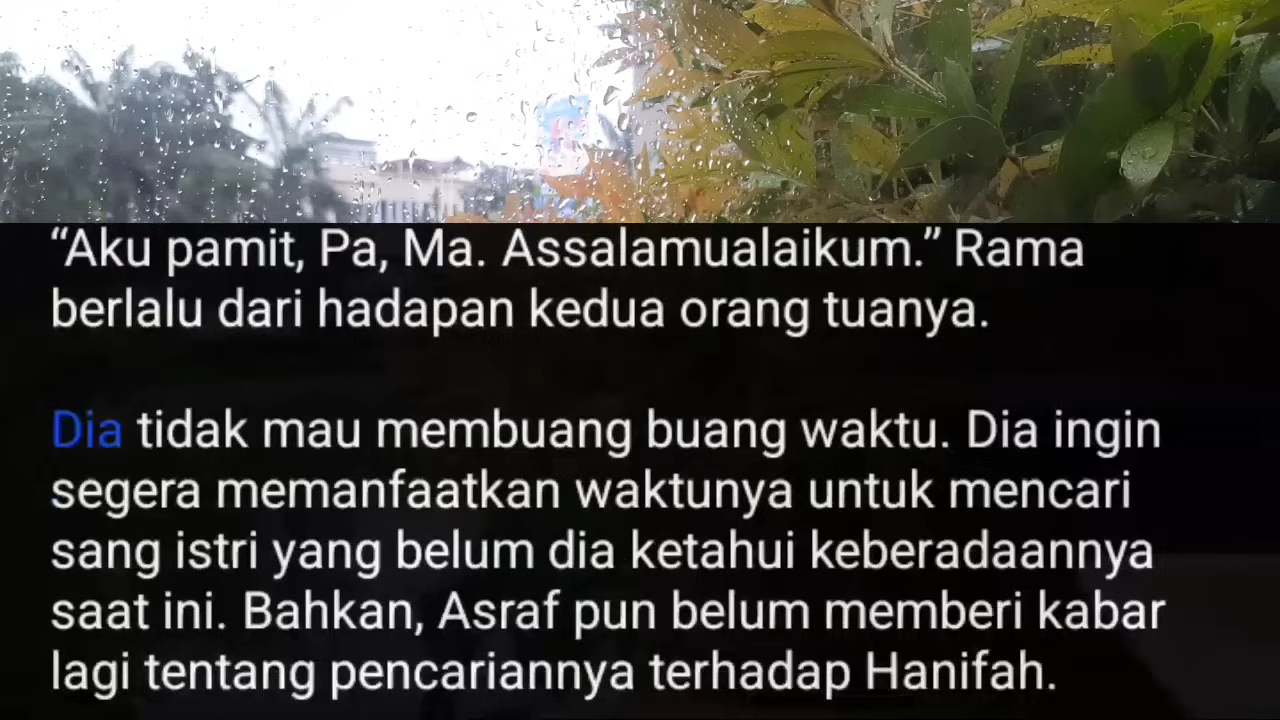 “Aku pamit, Pa, Ma. Assalamualaikum.” Rama
berlalu dari hadapan kedua orang tuanya.
Dia tidak mau membuang buang waktu. Dia ingin
segera memanfaatkan waktunya untuk mencari
sang istri yang belum dia ketahui keberadaannya
saat ini. Bahkan, Asraf pun belum memberi kabar
lagi tentang pencariannya terhadap Hanifah.